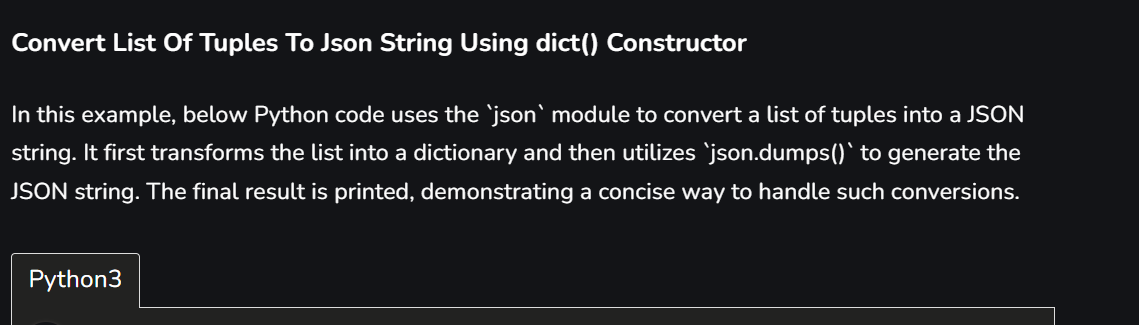 Convert List Of Tuples To Json String Using dict() Constructor
In this example, below Python code uses the `json` module to convert a list of tuples into a JSON
string. It first transforms the list into a dictionary and then utilizes `json.dumps()` to generate the
JSON string. The final result is printed, demonstrating a concise way to handle such conversions.
Python3